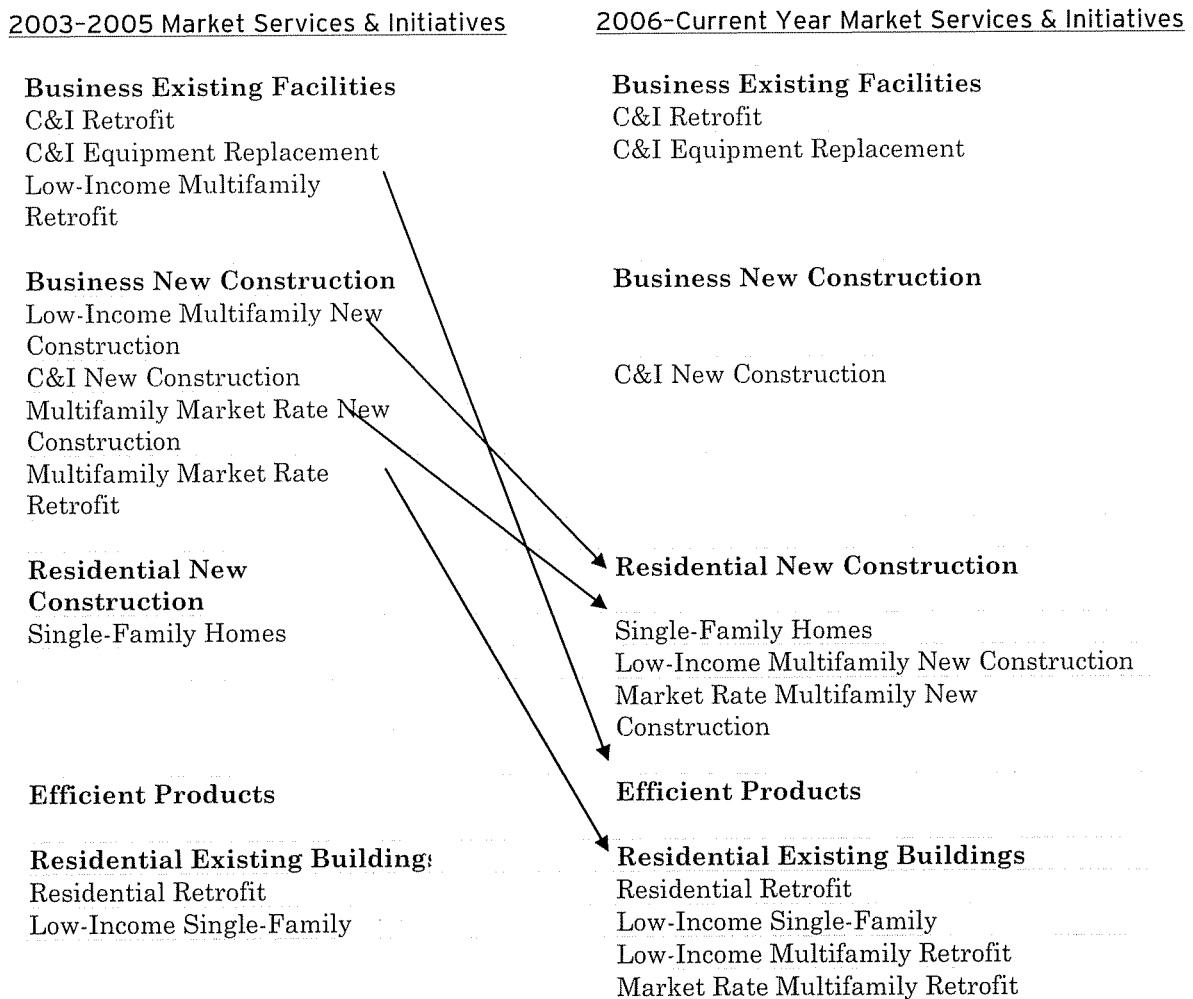 2003-2005 Market Services & Initiatives
Business Existing Facilities
C&I Retrofit
C&I Equipment Replacement
Low-Income Multifamily
Retrofit
Business New Construction
Low-Income Multifamily New
Construction
C&I New Construction
Multifamily Market Rate New
Construction
Multifamily Market Rate
Retrofit
Residential New
Construction
Single-Family Homes
Efficient Products
Residential Existing Buildings
Residential Retrofit
Low-Income Single-Family
2006-Current Year Market Services & Initiatives
Business Existing Facilities
C&I Retrofit
C&I Equipment Replacement
Business New Construction
C&I New Construction
Residential New Construction
Single-Family Homes
Low-Income Multifamily New Construction
Market Rate Multifamily New
Construction
Efficient Products
Residential Existing Buildings
Residential Retrofit
Low-Income Single-Family
Low-Income Multifamily Retrofit
Market Rate Multifamily Retrofit